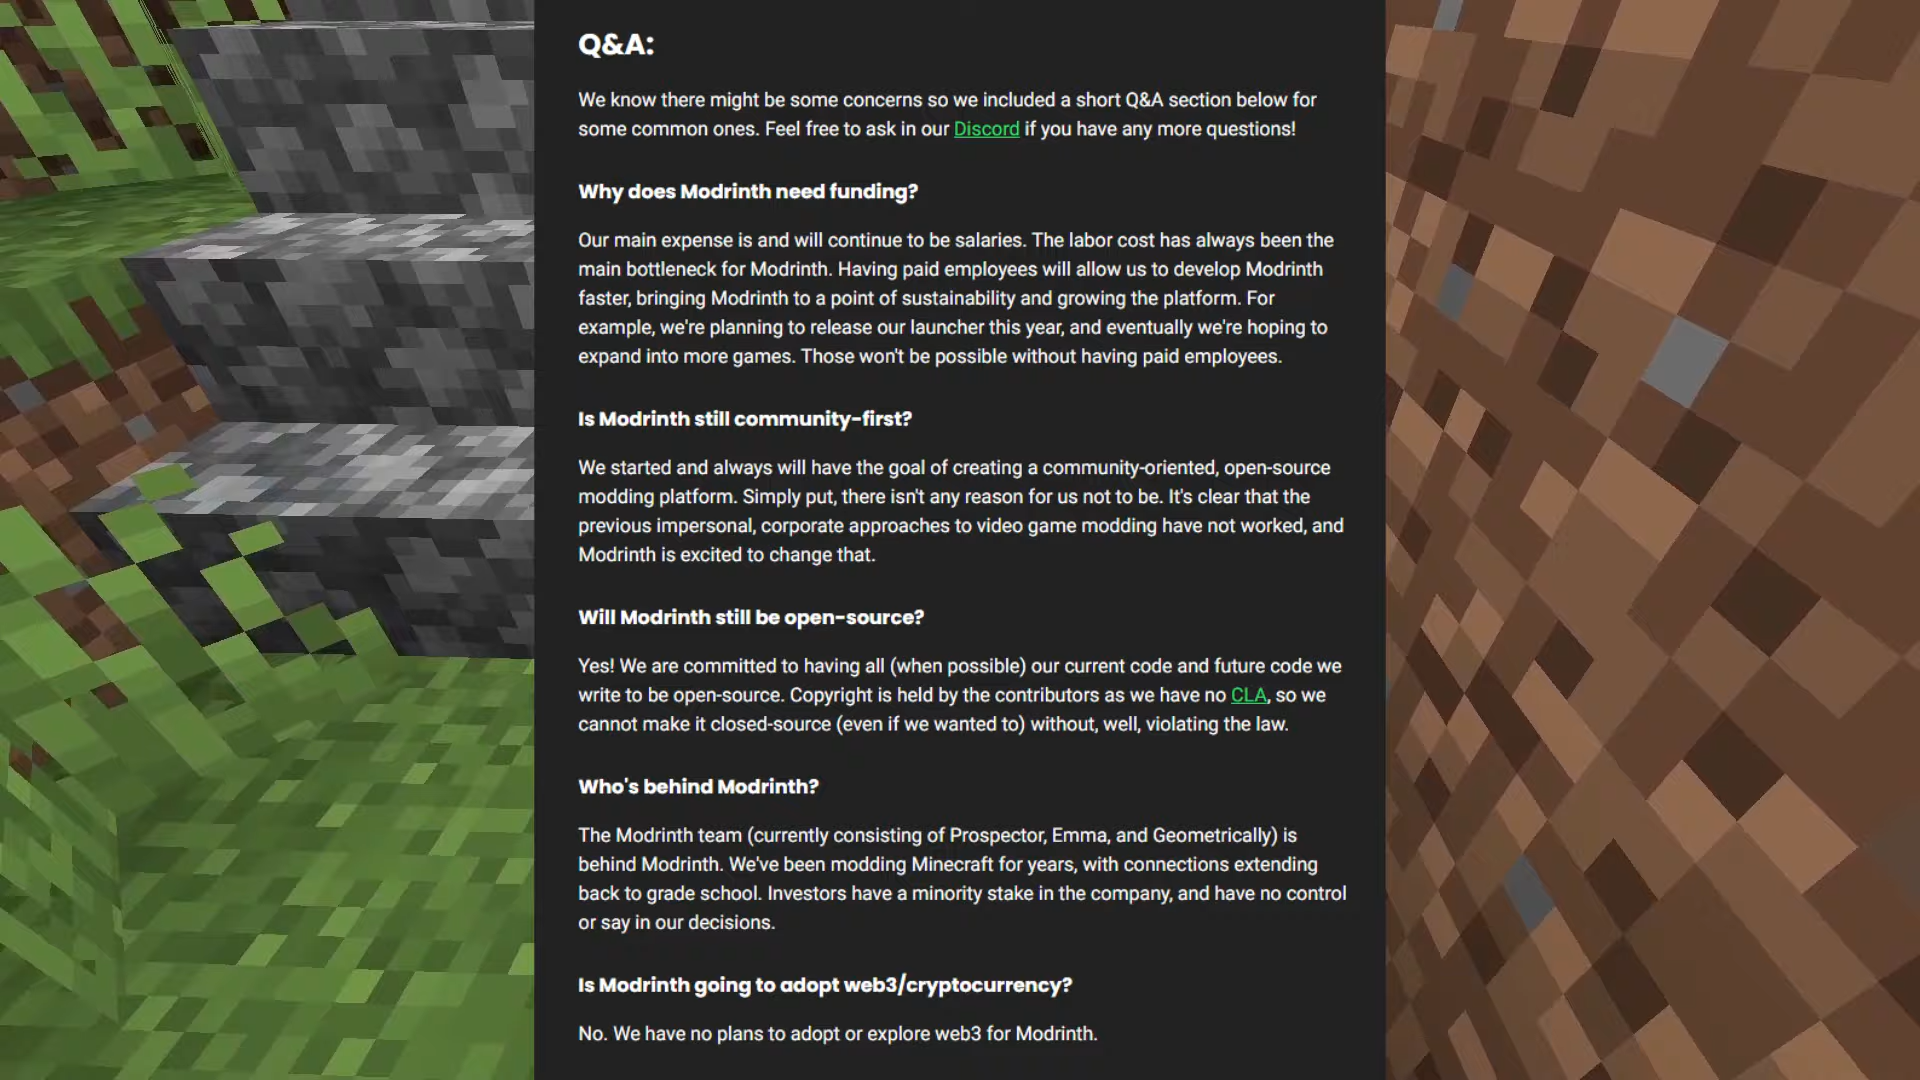 Q&A:
We know there might be some concerns so we included a short Q&A section below for
some common ones. Feel free to ask in our Discord if you have any more questions!
Why does Modrinth need funding?
Our main expense is and will continue to be salaries. The labor cost has always been the
main bottleneck for Modrinth. Having paid employees will allow us to develop Modrinth
faster, bringing Modrinth to a point of sustainability and growing the platform. For
example, we're planning to release our launcher this year, and eventually we're hoping to
expand into more games. Those won't be possible without having paid employees.
Is Modrinth still community-first?
We started and always will have the goal of creating a community-oriented, open-source
modding platform. Simply put, there isn't any reason for us not to be. It's clear that the
previous impersonal, corporate approaches to video game modding have not worked, and
Modrinth is excited to change that.
Will Modrinth still be open-source?
Yes! We are committed to having all (when possible) our current code and future code we
write to be open-source. Copyright is held by the contributors as we have no CLA, so we
cannot make it closed-source (even if we wanted to) without, well, violating the law.
Who's behind Modrinth?
The Modrinth team (currently consisting of Prospector, Emma, and Geometrically) is
behind Modrinth. We've been modding Minecraft for years, with connections extending
back to grade school. Investors have a minority stake in the company, and have no control
or say in our decisions.
Is Modrinth going to adopt web3/cryptocurrency?
No. We have no plans to adopt or explore web3 for Modrinth.